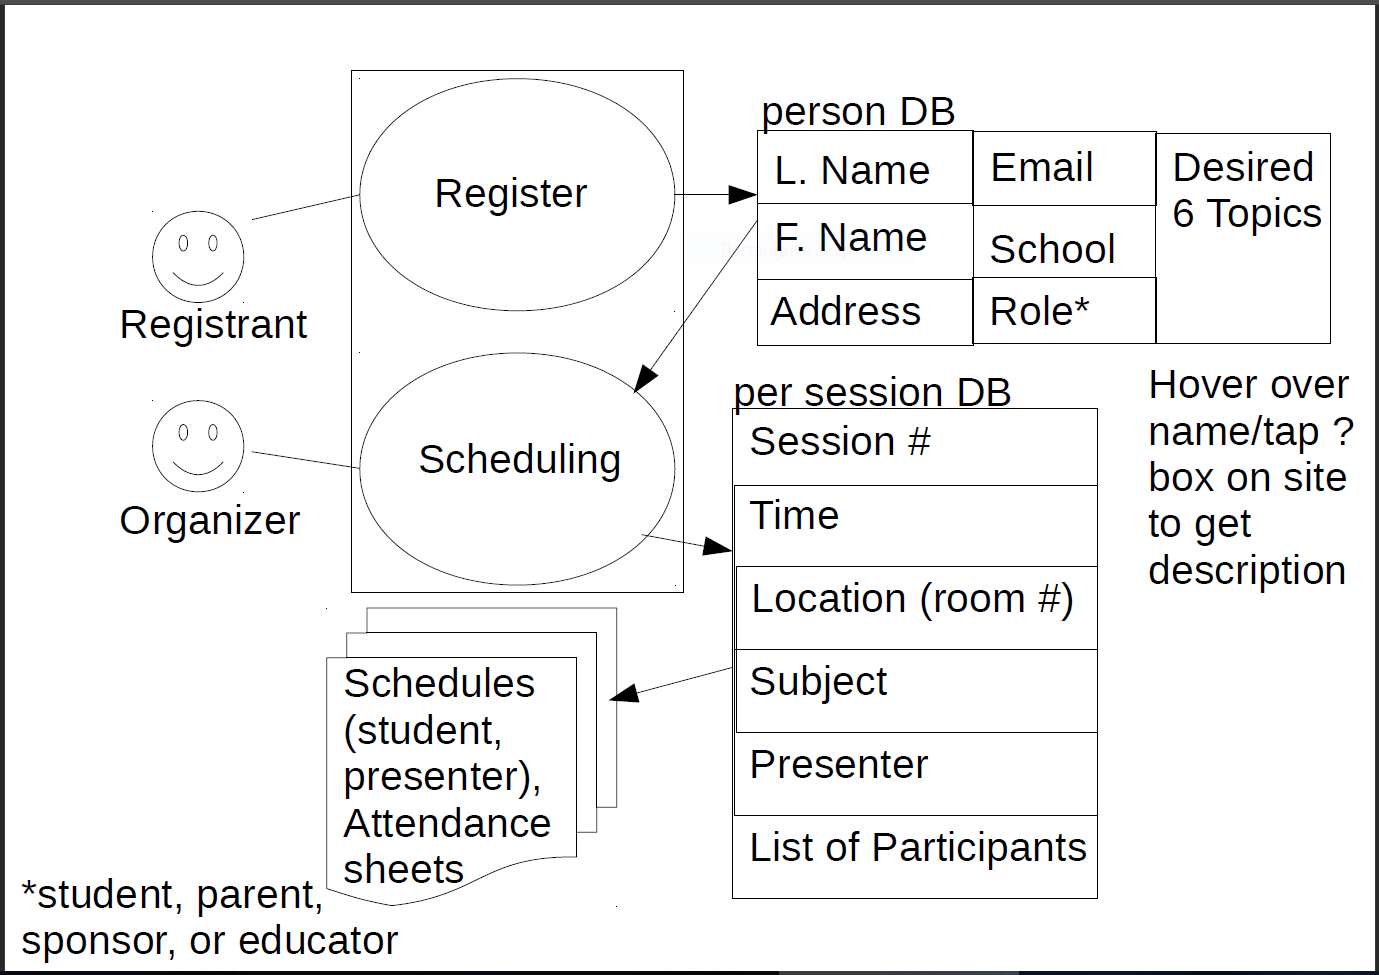 Register
Registrant
Scheduling
Organizer
person DB
L. Name
Email
Desired
6 Topics
F. Name
School
Address
Role*
per session DB
Session #
Time
Location (room #)
Subject
Presenter
List of Participants
Hover over
name/tap ?
box on site
to get
description
Schedules
(student,
presenter),
Attendance
sheets
*student, parent,
sponsor, or educator